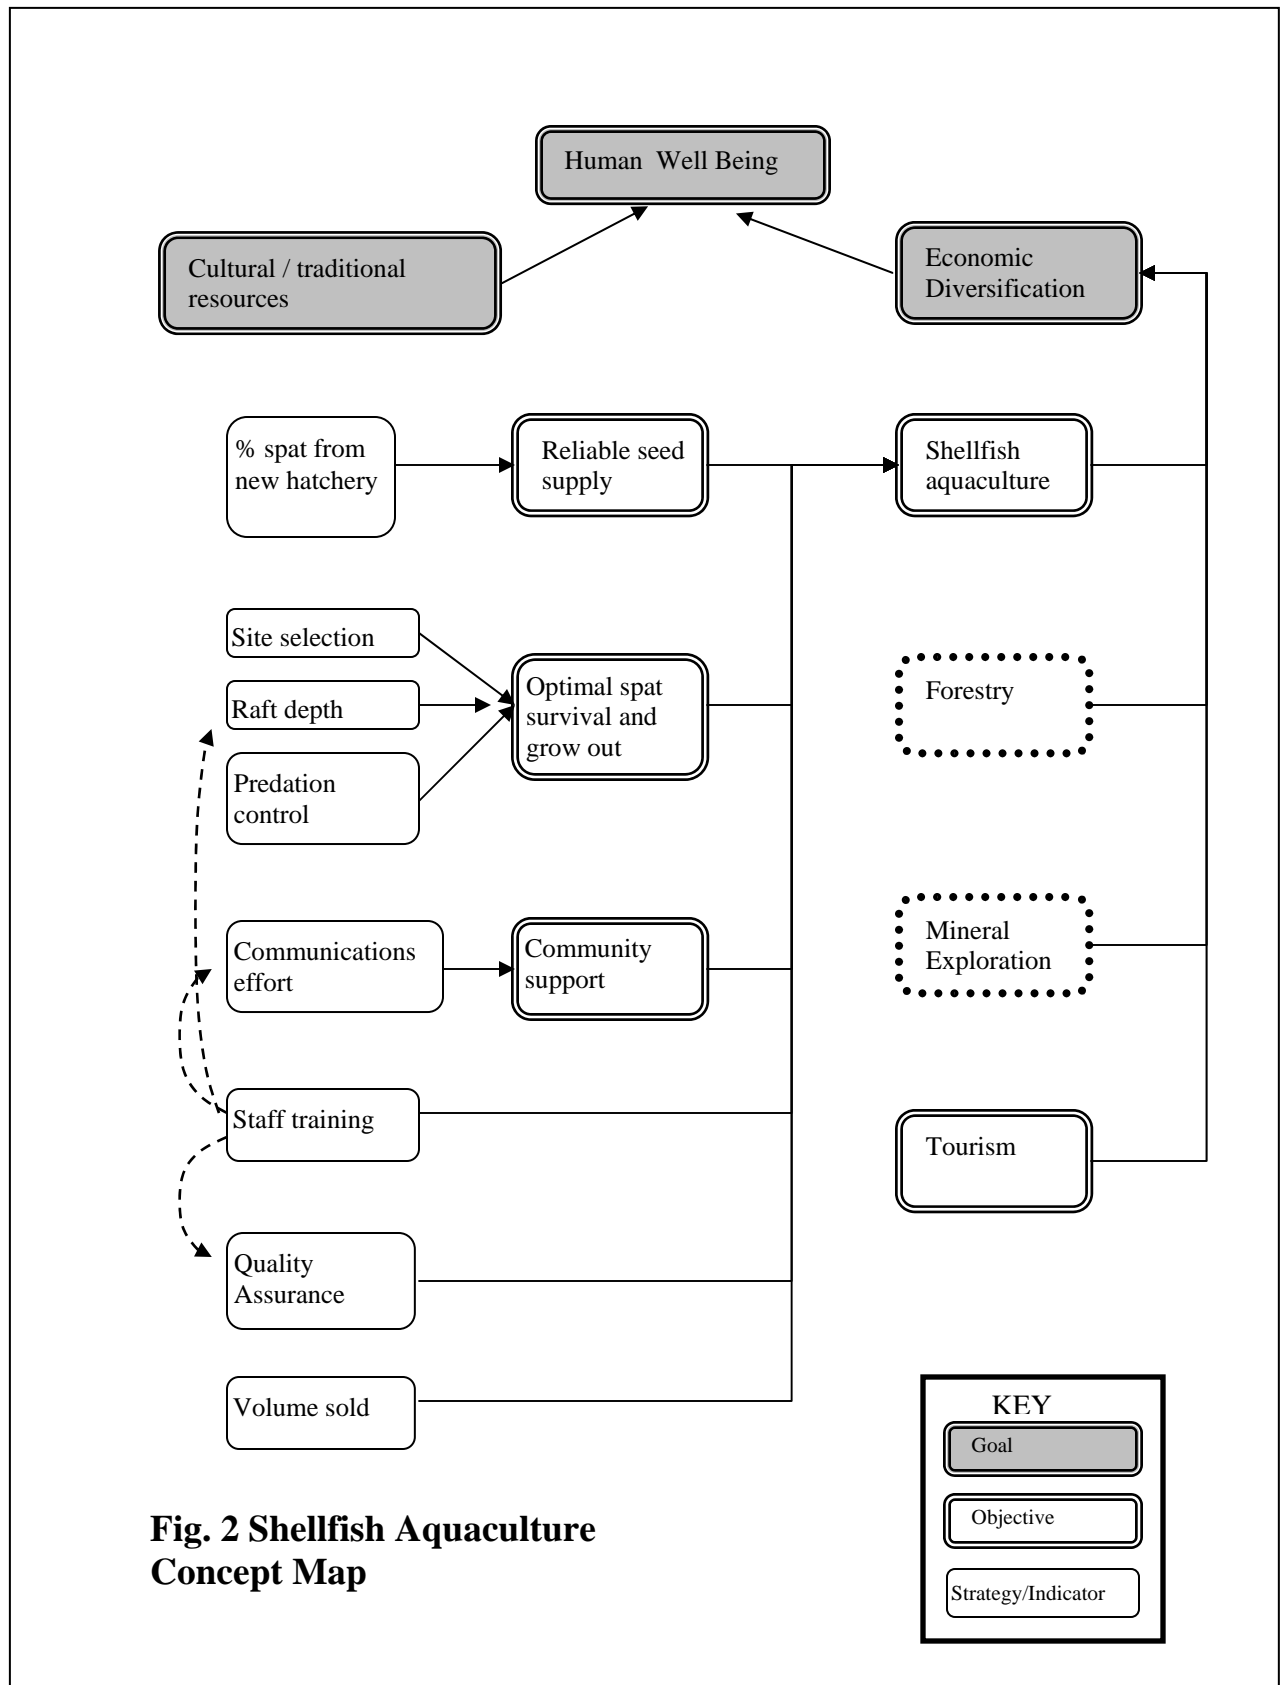 Human Well Being
Cultural / traditional
resources
Economic
Diversification
% spat from
new hatchery
Reliable seed
supply
Shellfish
aquaculture
Site selection
Raft depth
Predation
control
Optimal spat
survival and
grow out
Forestry
Communications
effort
Community
support
Mineral
Exploration
Staff training
Tourism
Quality
Assurance
Volume sold
KEY
Goal
Objective
Strategy/Indicator
Fig. 2 Shellfish Aquaculture
Concept Map